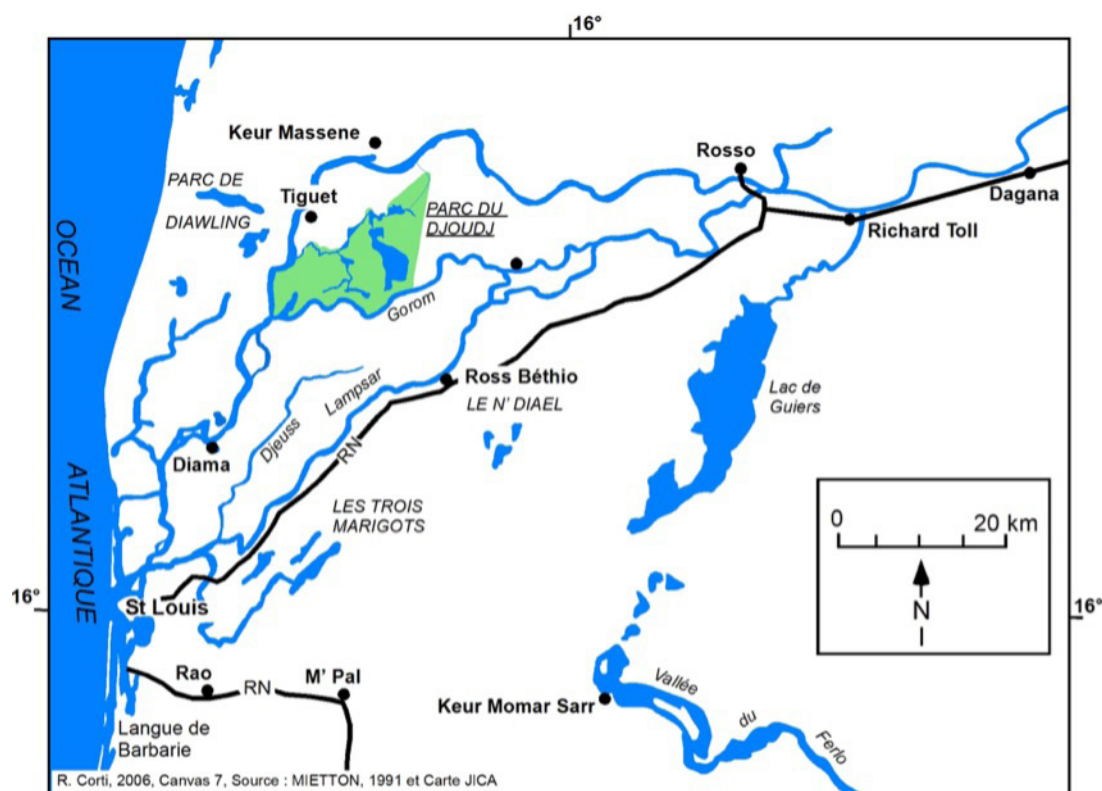 16°
Keur Massene
PARC DE
DIAWLING
Tiguet
PARC DU
DJOUDJ
Rosso
Dagana
Richard Toll
OCEAN
ATLANTIQUE
Gorom
Lampsar
Djeuss
Ross Béthio
LE N' DIAEL
Lac de
Guiers
Diama
RN
LES TROIS
MARIGOTS
0 20 km
N
16°
16°
St Louis
Rao
RN
M' Pal
Langue de
Barbarie
Keur Momar Sarr
Vallée
du
Ferlo
R. Corti, 2006, Canvas 7, Source : MIETTON, 1991 et Carte JICA